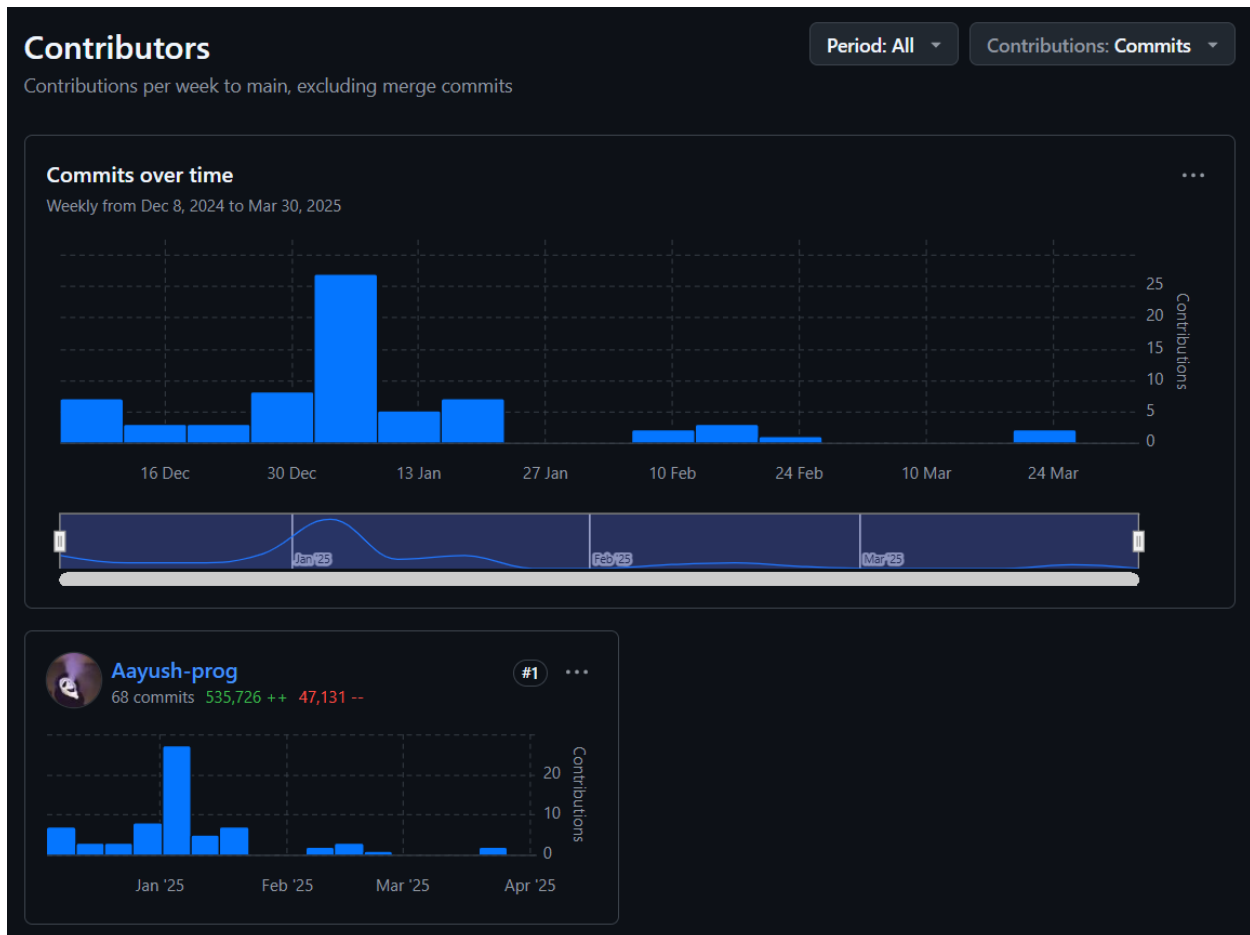 Contributors
Period: All
Contributions: Commits
Contributions per week to main, excluding merge commits
Commits over time
Weekly from Dec 8, 2024 to Mar 30, 2025
25
20
15
10
5
0
Contributions
16 Dec
30 Dec
13 Jan
27 Jan
10 Feb
24 Feb
10 Mar
24 Mar
Jan '25
Feb '25
Mar '25
Aayush-prog
#1
68 commits 535,726 ++ 47,131 --
20
10
0
Contributions
Jan '25
Feb '25
Mar '25
Apr '25